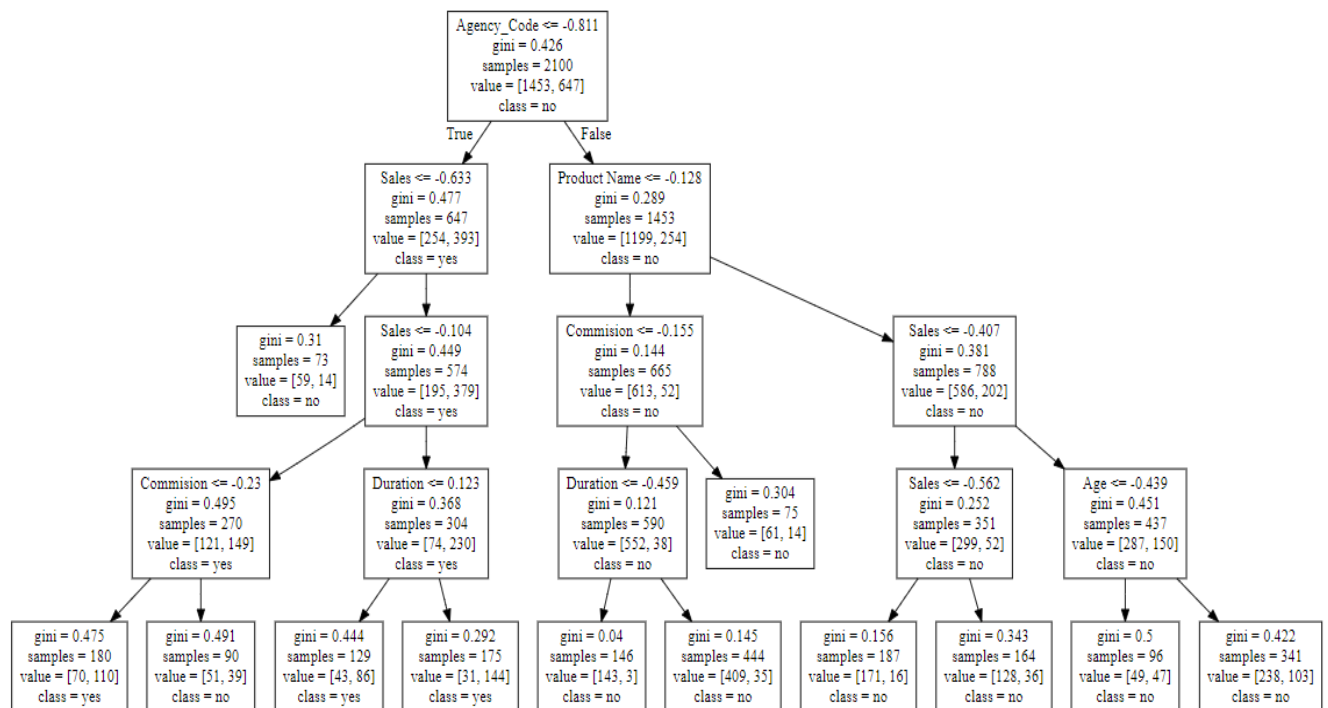 Agency_Code <= -0.811
gini = 0.426
samples = 2100
value = [1453, 647]
class = no
True
False
Sales <= -0.633
gini = 0.477
samples = 647
value = [254, 393]
class = yes
Product Name <= -0.128
gini = 0.289
samples = 1453
value = [1199, 254]
class = no
gini = 0.31
samples = 73
value = [59, 14]
class = no
Sales <= -0.104
gini = 0.449
samples = 574
value = [195, 379]
class = yes
Commision <= -0.155
gini = 0.144
samples = 665
value = [613, 52]
class = no
Sales <= -0.407
gini = 0.381
samples = 788
value = [586, 202]
class = no
Commision <= -0.23
gini = 0.495
samples = 270
value = [121, 149]
class = yes
Duration <= 0.123
gini = 0.368
samples = 304
value = [74, 230]
class = yes
Duration <= -0.459
gini = 0.121
samples = 590
value = [552, 38]
class = no
gini = 0.304
samples = 75
value = [61, 14]
class = no
Sales <= -0.562
gini = 0.252
samples = 351
value = [299, 52]
class = no
Age <= -0.439
gini = 0.451
samples = 437
value = [287, 150]
class = no
gini = 0.475
samples = 180
value = [70, 110]
class = yes
gini = 0.491
samples = 90
value = [51, 39]
class = no
gini = 0.444
samples = 129
value = [43, 86]
class = yes
gini = 0.292
samples = 175
value = [31, 144]
class = yes
gini = 0.04
samples = 146
value = [143, 3]
class = no
gini = 0.145
samples = 444
value = [409, 35]
class = no
gini = 0.156
samples = 187
value = [171, 16]
class = no
gini = 0.343
samples = 164
value = [128, 36]
class = no
gini = 0.5
samples = 96
value = [49, 47]
class = no
gini = 0.422
samples = 341
value = [238, 103]
class = no